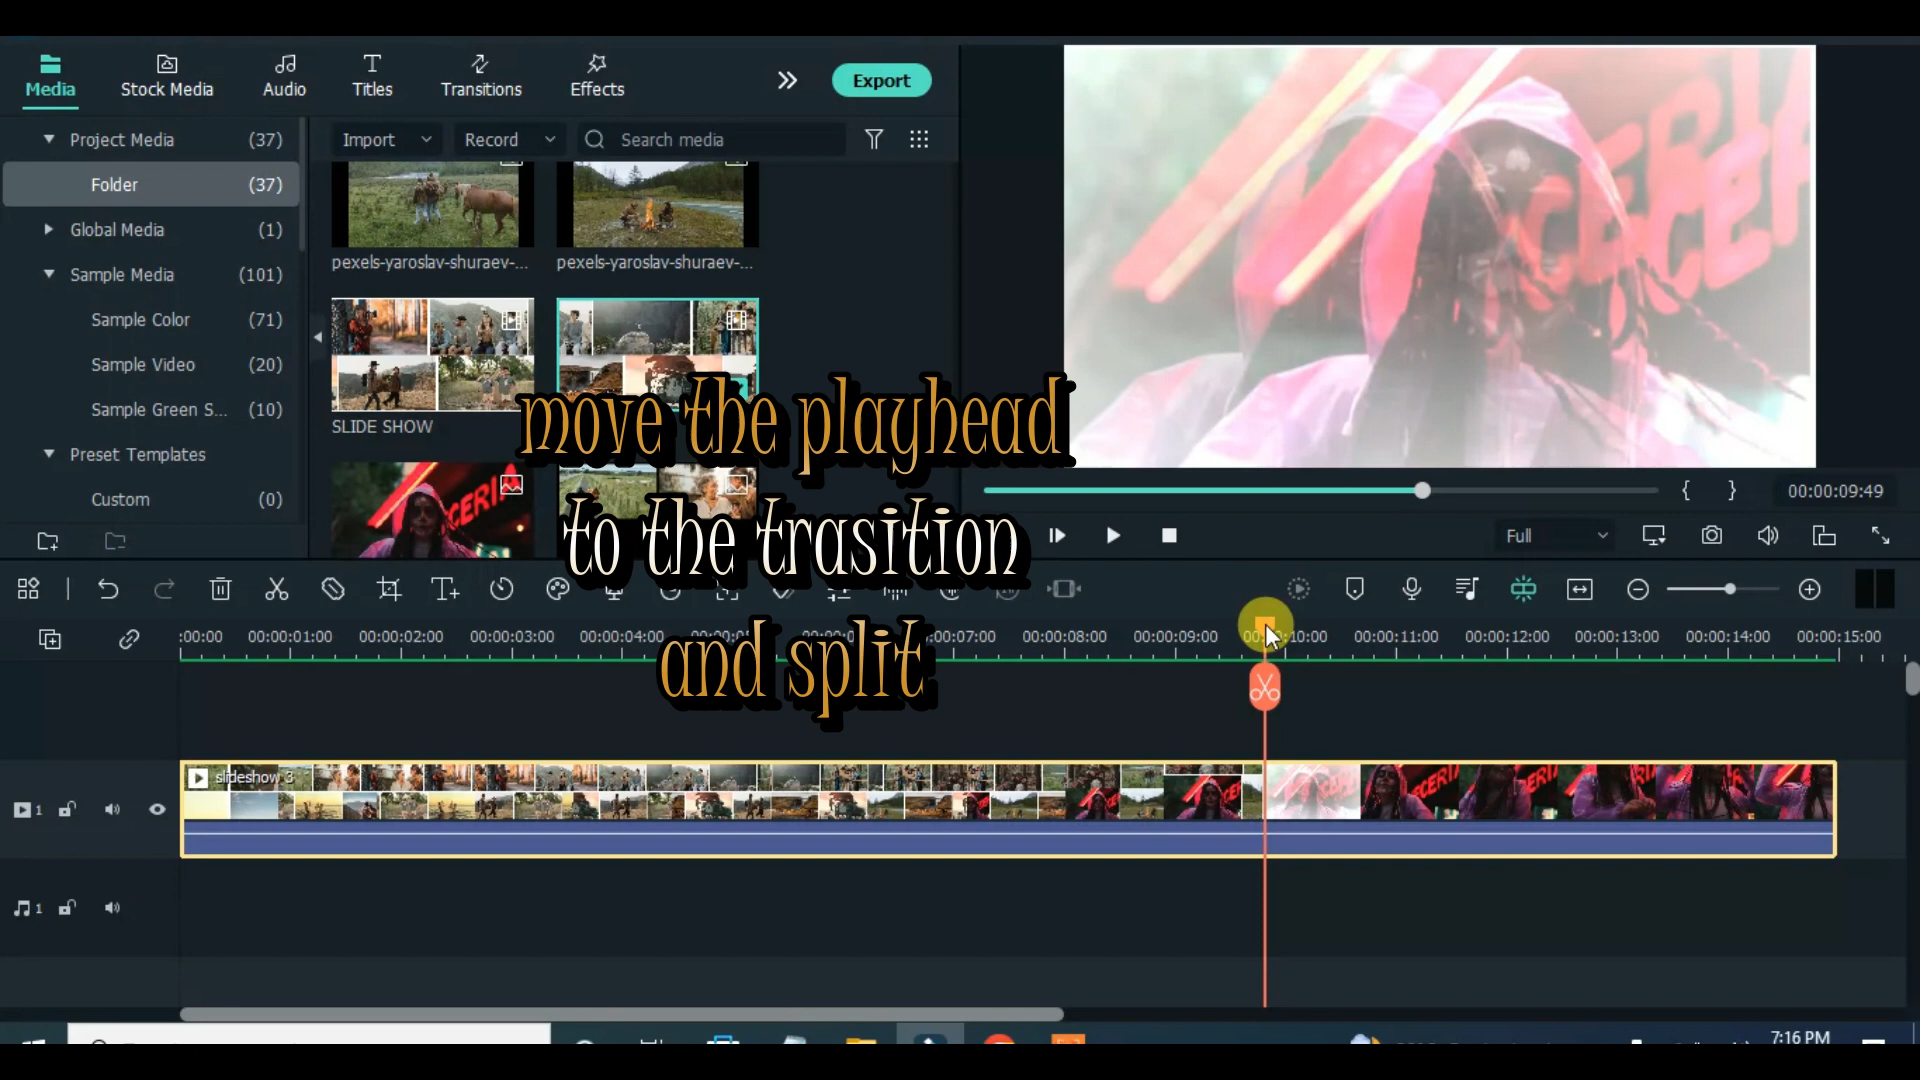 Media
Stock Media
Audio
Titles
Transitions
Effects
Export
Project Media (37)
Folder (37)
Global Media (1)
Sample Media (101)
Sample Color (71)
Sample Video (20)
Sample Green S... (10)
Preset Templates
Custom (0)
Import
Record
Search media
pexels-yaroslav-shuraev-...
pexels-yaroslav-shuraev-...
SLIDE SHOW
move the playhead
to the trasition
and split
{ }
00:00:09:49
Full
:00:00 00:00:01:00 00:00:02:00 00:00:03:00 00:00:04:00 00:00:07:00 00:00:08:00 00:00:09:00 00:00:11:00 00:00:12:00 00:00:13:00 00:00:14:00 00:00:15:00
slideshow 3
1
1
7:16 PM